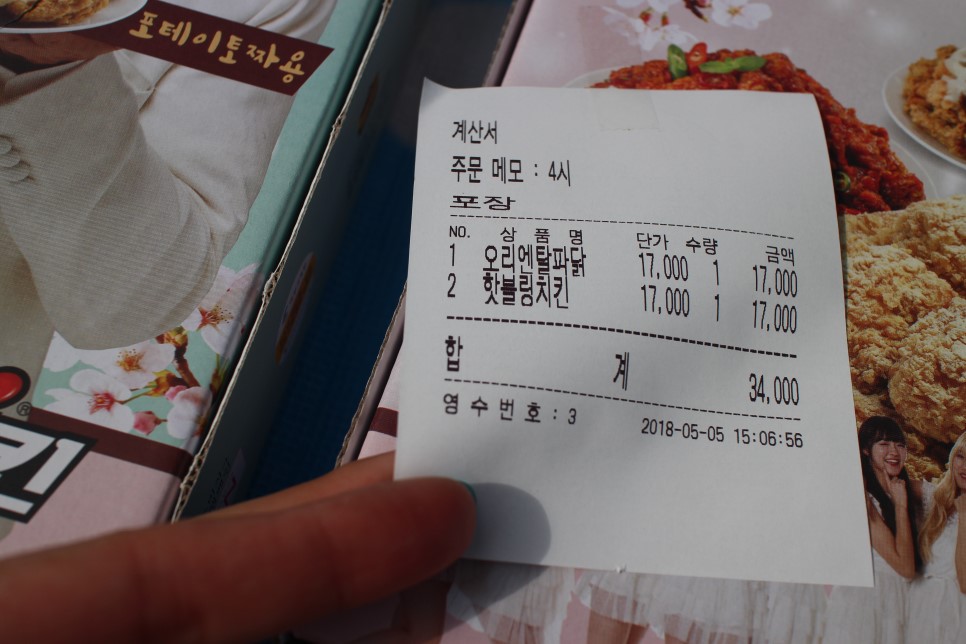 포테이토짜용
계산서
주문 메모 : 4시
포장
NO. 상 품 명 단가 수량 금액
1 오리엔탈파닭 17,000 1 17,000
2 핫블링치킨 17,000 1 17,000
합 계 34,000
영 수 번 호 : 3 2018-05-05 15:06:56
킨